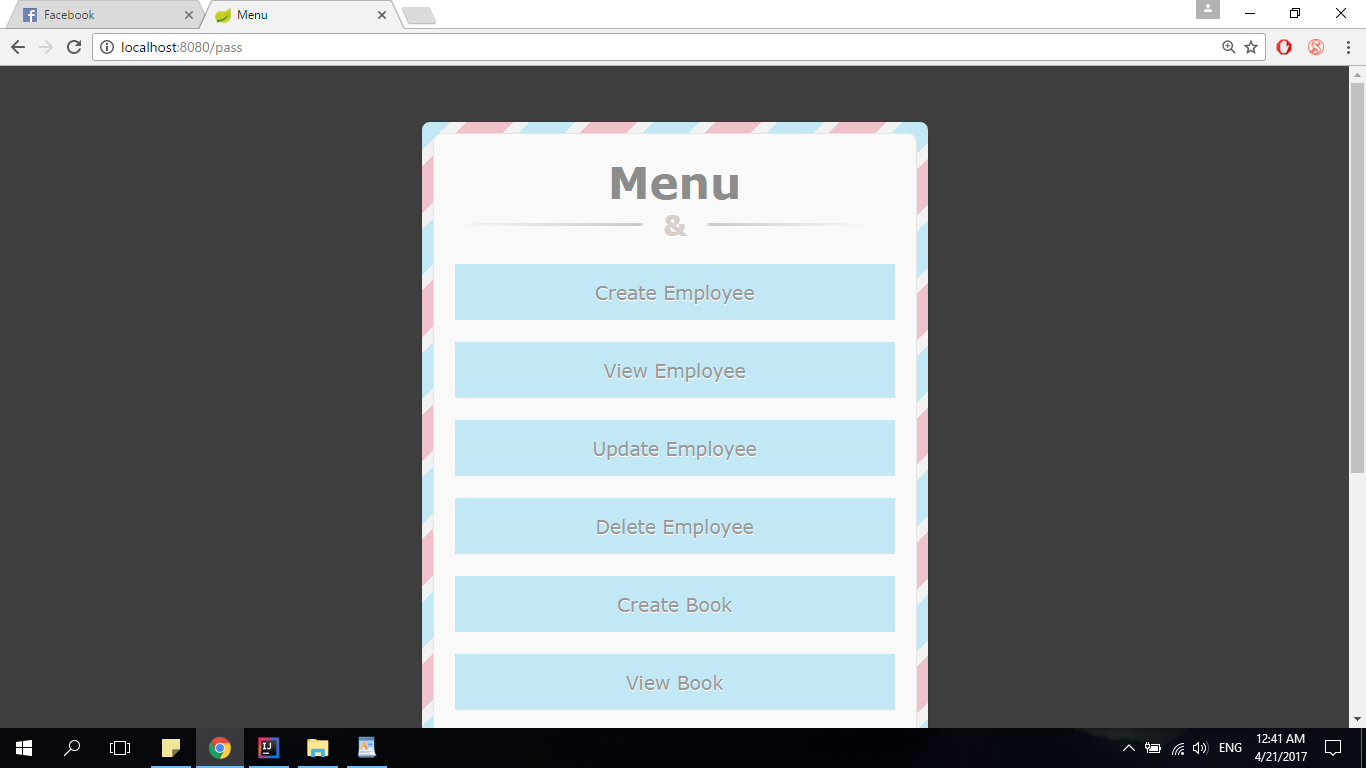 Facebook
Menu
localhost:8080/pass
Menu
&
Create Employee
View Employee
Update Employee
Delete Employee
Create Book
View Book
ENG
12:41 AM
4/21/2017